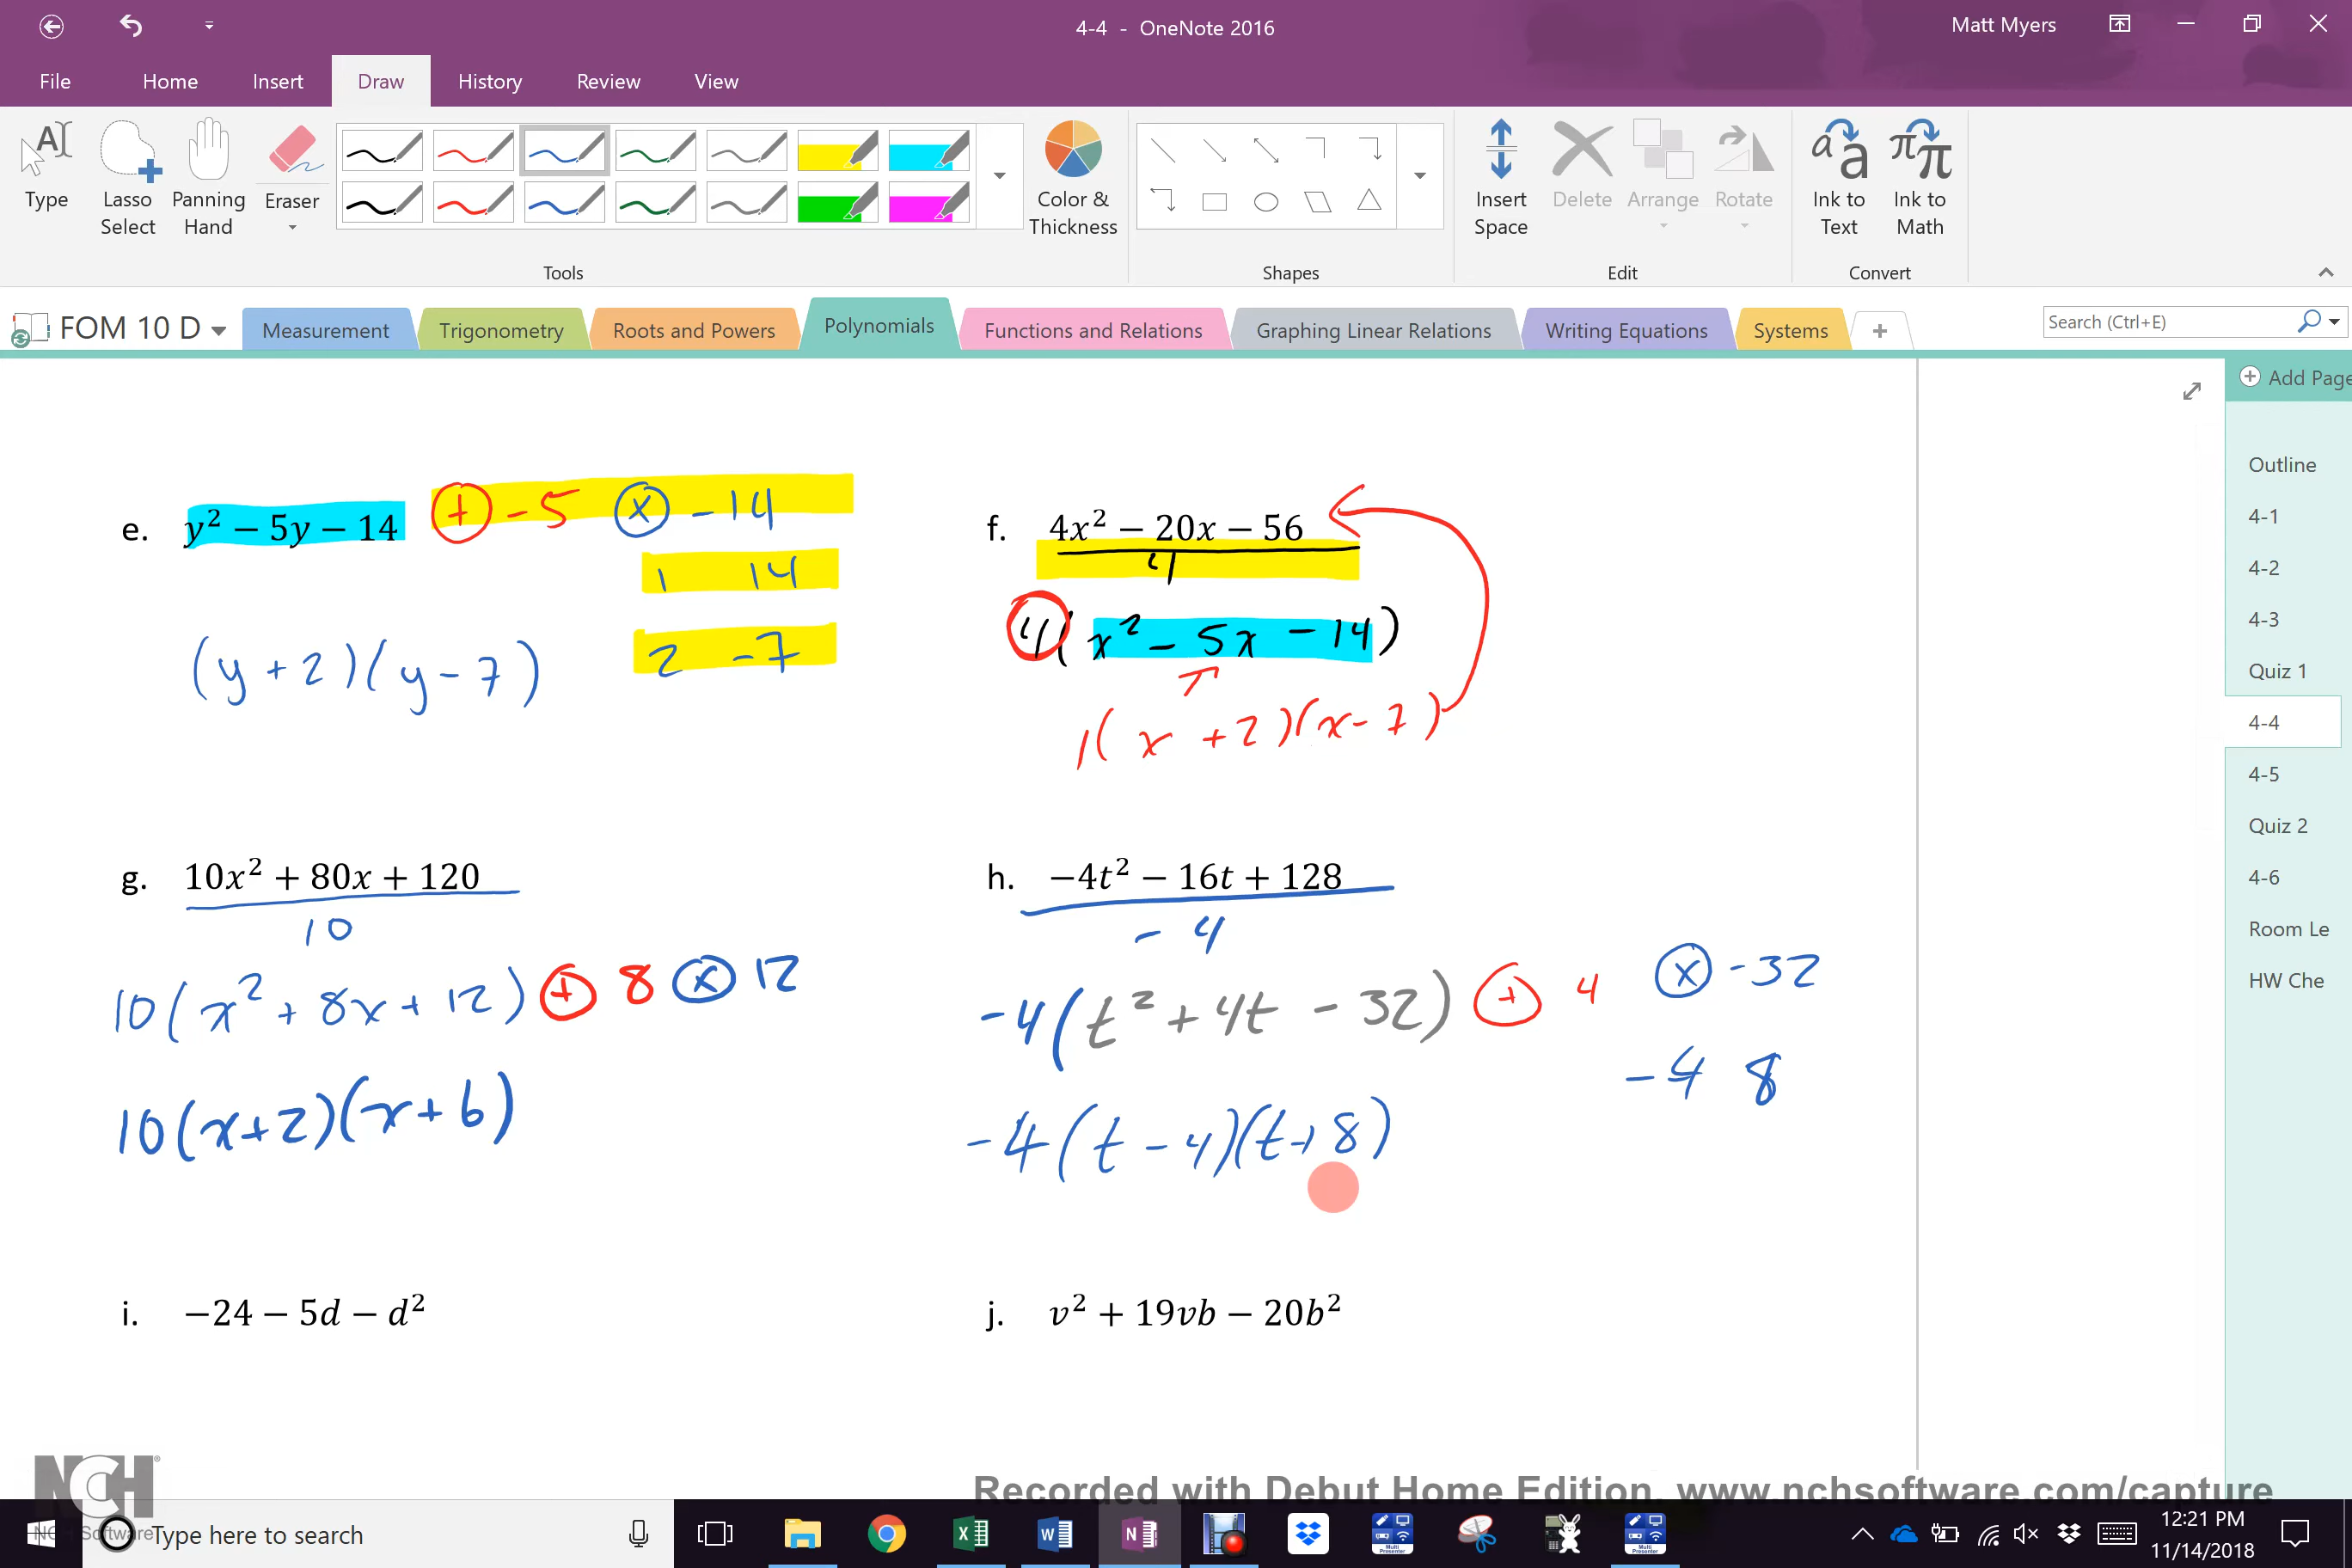 4-4 - OneNote 2016
Matt Myers
File Home Insert Draw History Review View
Type
Lasso Select
Panning Hand
Eraser
Color & Thickness
Insert Space
Delete
Arrange
Rotate
Ink to Text
Ink to Math
Tools
Shapes
Edit
Convert
FOM 10 D
Measurement
Trigonometry
Roots and Powers
Polynomials
Functions and Relations
Graphing Linear Relations
Writing Equations
Systems
Search (Ctrl+E)
Add Page
Outline
4-1
4-2
4-3
Quiz 1
4-4
4-5
Quiz 2
4-6
Room Le
HW Che
e. y² − 5y − 14 + -5 x -14
1 14
(y + 2)(y - 7) 2 -7
f. 4x² − 20x − 56
4
4(x² - 5x - 14)
1(x + 2)(x - 7)
g. 10x² + 80x + 120
10
10(x² + 8x + 12) + 8 x 12
10(x+2)(x+6)
h. −4t² − 16t + 128
- 4
-4(t² + 4t - 32) + 4 x -32
-4 8
-4(t - 4)(t+8)
i. −24 − 5d − d²
j. v² + 19vb − 20b²
NCH
NCH Software
Recorded with Debut Home Edition. www.nchsoftware.com/capture
Type here to search
12:21 PM
11/14/2018